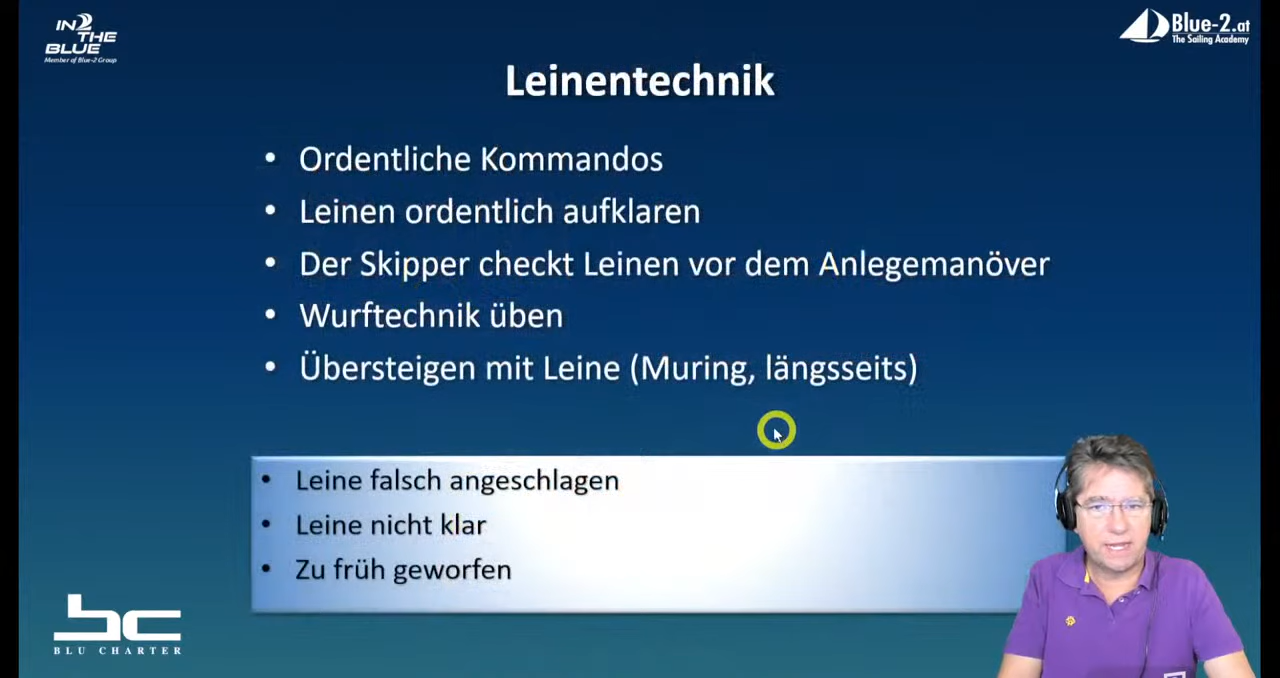 IN2
THE
BLUE
Member of Blue-2 Group
Blue-2.at
The Sailing Academy
Leinentechnik
• Ordentliche Kommandos
• Leinen ordentlich aufklaren
• Der Skipper checkt Leinen vor dem Anlegemanöver
• Wurftechnik üben
• Übersteigen mit Leine (Muring, längsseits)
• Leine falsch angeschlagen
• Leine nicht klar
• Zu früh geworfen
bc
BLU CHARTER